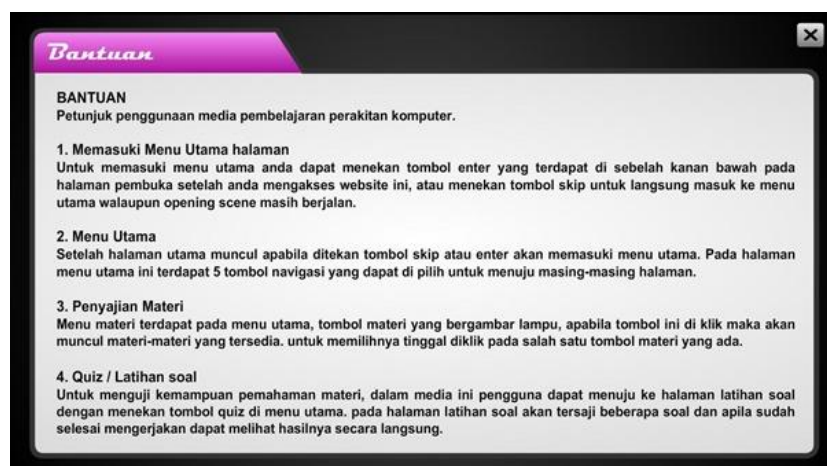 Bantuan
BANTUAN
Petunjuk penggunaan media pembelajaran perakitan komputer.
1. Memasuki Menu Utama halaman
Untuk memasuki menu utama anda dapat menekan tombol enter yang terdapat di sebelah kanan bawah pada
halaman pembuka setelah anda mengakses website ini, atau menekan tombol skip untuk langsung masuk ke menu
utama walaupun opening scene masih berjalan.
2. Menu Utama
Setelah halaman utama muncul apabila ditekan tombol skip atau enter akan memasuki menu utama. Pada halaman
menu utama ini terdapat 5 tombol navigasi yang dapat di pilih untuk menuju masing-masing halaman.
3. Penyajian Materi
Menu materi terdapat pada menu utama, tombol materi yang bergambar lampu, apabila tombol ini di klik maka akan
muncul materi-materi yang tersedia. untuk memilihnya tinggal diklik pada salah satu tombol materi yang ada.
4. Quiz / Latihan soal
Untuk menguji kemampuan pemahaman materi, dalam media ini pengguna dapat menuju ke halaman latihan soal
dengan menekan tombol quiz di menu utama. pada halaman latihan soal akan tersaji beberapa soal dan apila sudah
selesai mengerjakan dapat melihat hasilnya secara langsung.